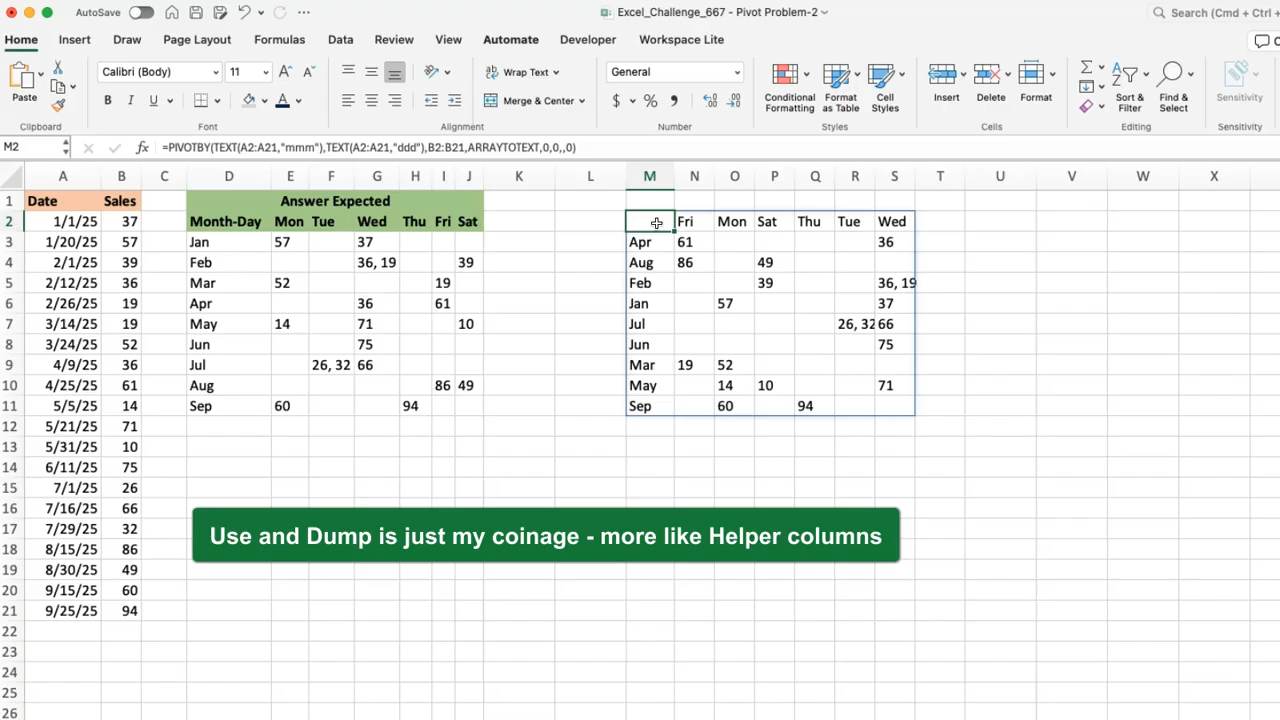 AutoSave
Excel_Challenge_667 - Pivot Problem-2
Search (Cmd + Ctrl +
Home Insert Draw Page Layout Formulas Data Review View Automate Developer Workspace Lite
Paste Calibri (Body) 11 Wrap Text General Conditional Formatting Format as Table Cell Styles Insert Delete Format Sort & Filter Find & Select Sensitivity
B I U A Merge & Center $ %
Clipboard Font Alignment Number Styles Cells Editing Sensitivity
M2 fx =PIVOTBY(TEXT(A2:A21,"mmm"),TEXT(A2:A21,"ddd"),B2:B21,ARRAYTOTEXT,0,0,,0)
A B C D E F G H I J K L M N O P Q R S T U V W X
1 Date Sales Answer Expected
2 1/1/25 37 Month-Day Mon Tue Wed Thu Fri Sat Fri Mon Sat Thu Tue Wed
3 1/20/25 57 Jan 57 37 Apr 61 36
4 2/1/25 39 Feb 36, 19 39 Aug 86 49
5 2/12/25 36 Mar 52 19 Feb 39 36, 19
6 2/26/25 19 Apr 36 61 Jan 57 37
7 3/14/25 19 May 14 71 10 Jul 26, 32 66
8 3/24/25 52 Jun 75 Jun 75
9 4/9/25 36 Jul 26, 32 66 Mar 19 52
10 4/25/25 61 Aug 86 49 May 14 10 71
11 5/5/25 14 Sep 60 94 Sep 60 94
12 5/21/25 71
13 5/31/25 10
14 6/11/25 75
15 7/1/25 26
16 7/16/25 66
17 7/29/25 32
18 8/15/25 86
19 8/30/25 49
20 9/15/25 60
21 9/25/25 94
22
23
24
25
26
Use and Dump is just my coinage - more like Helper columns